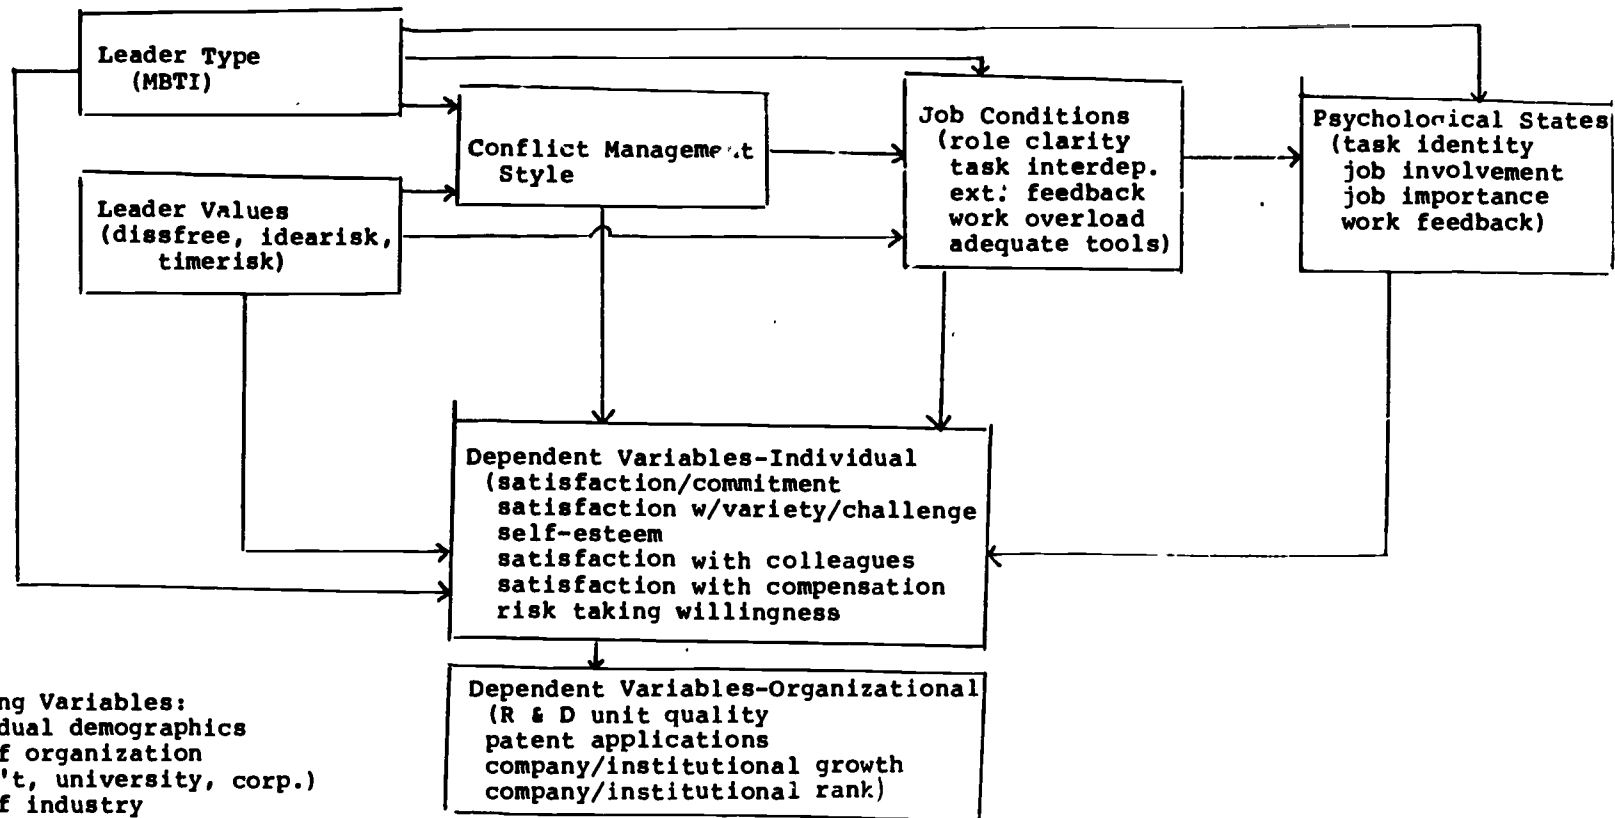 Leader Type
(MBTI)
Leader Values
(dissfree, idearisk,
timerisk)
Conflict Management
Style
Job Conditions
(role clarity
task interdep.
ext. feedback
work overload
adequate tools)
Psychological States
(task identity
job involvement
job importance
work feedback)
Dependent Variables-Individual
(satisfaction/commitment
satisfaction w/variety/challenge
self-esteem
satisfaction with colleagues
satisfaction with compensation
risk taking willingness
Dependent Variables-Organizational
(R & D unit quality
patent applications
company/institutional growth
company/institutional rank)
ng Variables:
dual demographics
f organization
't, university, corp.)
f industry